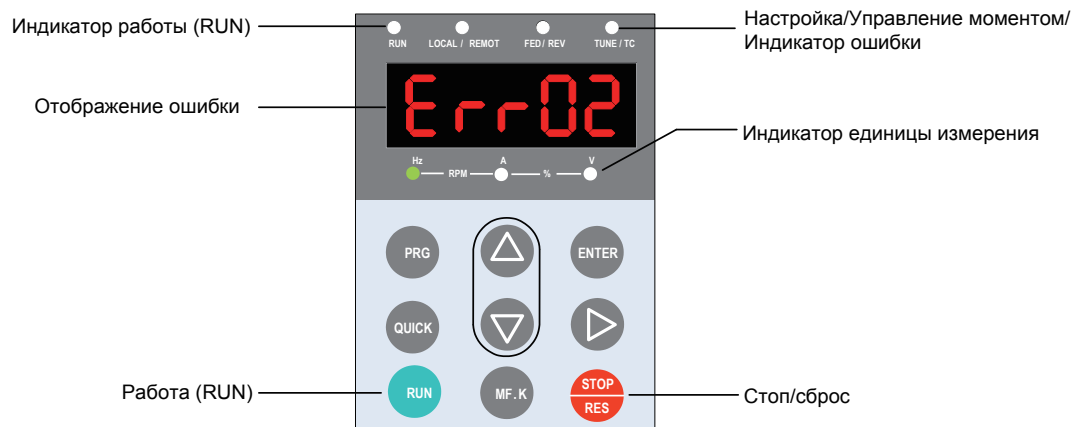 Индикатор работы (RUN)
Настройка/Управление моментом/
Индикатор ошибки
RUN
LOCAL / REMOT
FED / REV
TUNE / TC
Отображение ошибки
Err02
Индикатор единицы измерения
Hz
RPM
A
%
V
PRG
ENTER
QUICK
Работа (RUN)
RUN
MF.K
STOP
RES
Стоп/сброс